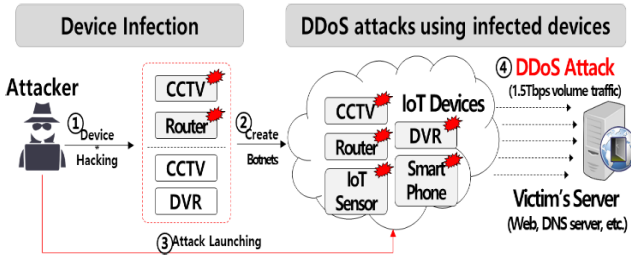 Device Infection
DDoS attacks using infected devices
Attacker
① Device
Hacking
CCTV
Router
CCTV
DVR
② Create
Botnets
IoT Devices
CCTV
DVR
Router
IoT
Sensor
Smart
Phone
③ Attack Launching
④ DDoS Attack
(1.5Tbps volume traffic)
Victim's Server
(Web, DNS server, etc.)